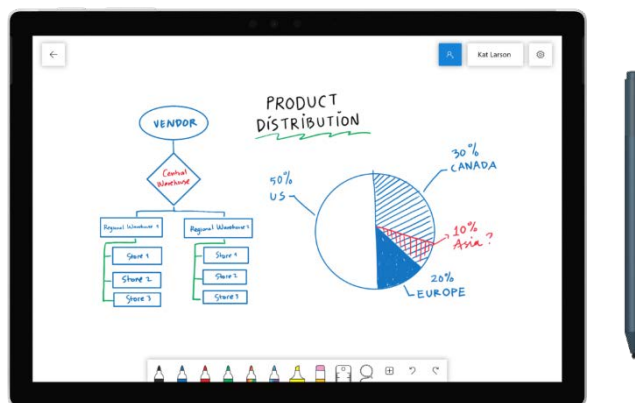 Kat Larson
PRODUCT
DISTRIBUTION
VENDOR
Central
Warehouse
Regional Warehouse 1
Regional Warehouse 2
Store 1
Store 2
Store 3
Store 1
Store 2
Store 3
50%
US
30%
CANADA
10%
Asia?
20%
EUROPE